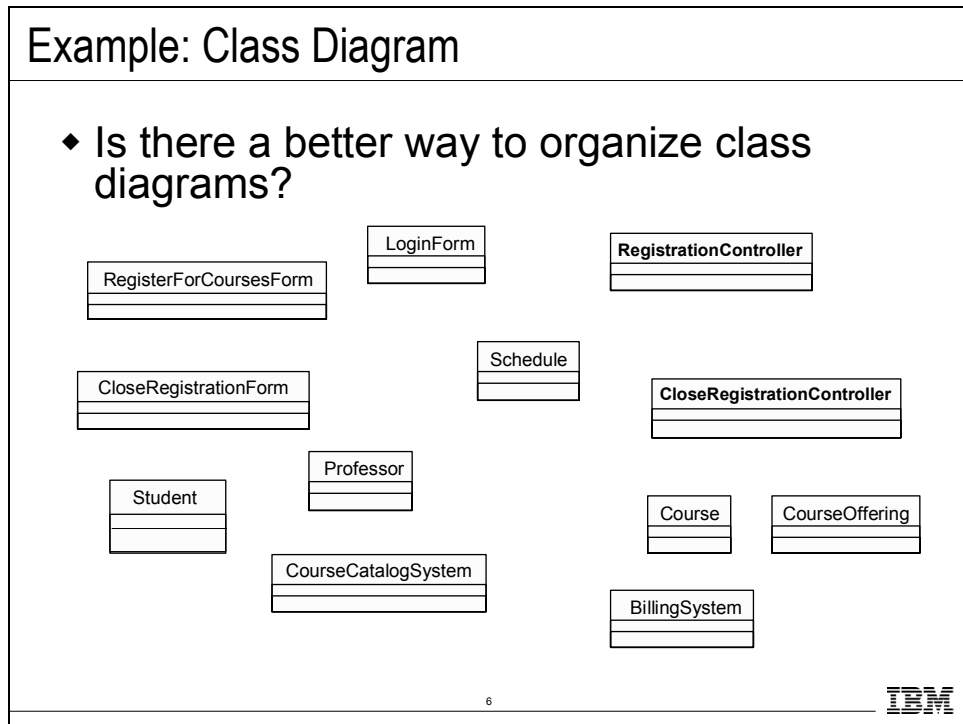 Example: Class Diagram
◆ Is there a better way to organize class
diagrams?
LoginForm
RegistrationController
RegisterForCoursesForm
Schedule
CloseRegistrationForm
CloseRegistrationController
Professor
Student
Course
CourseOffering
CourseCatalogSystem
BillingSystem
6
IBM